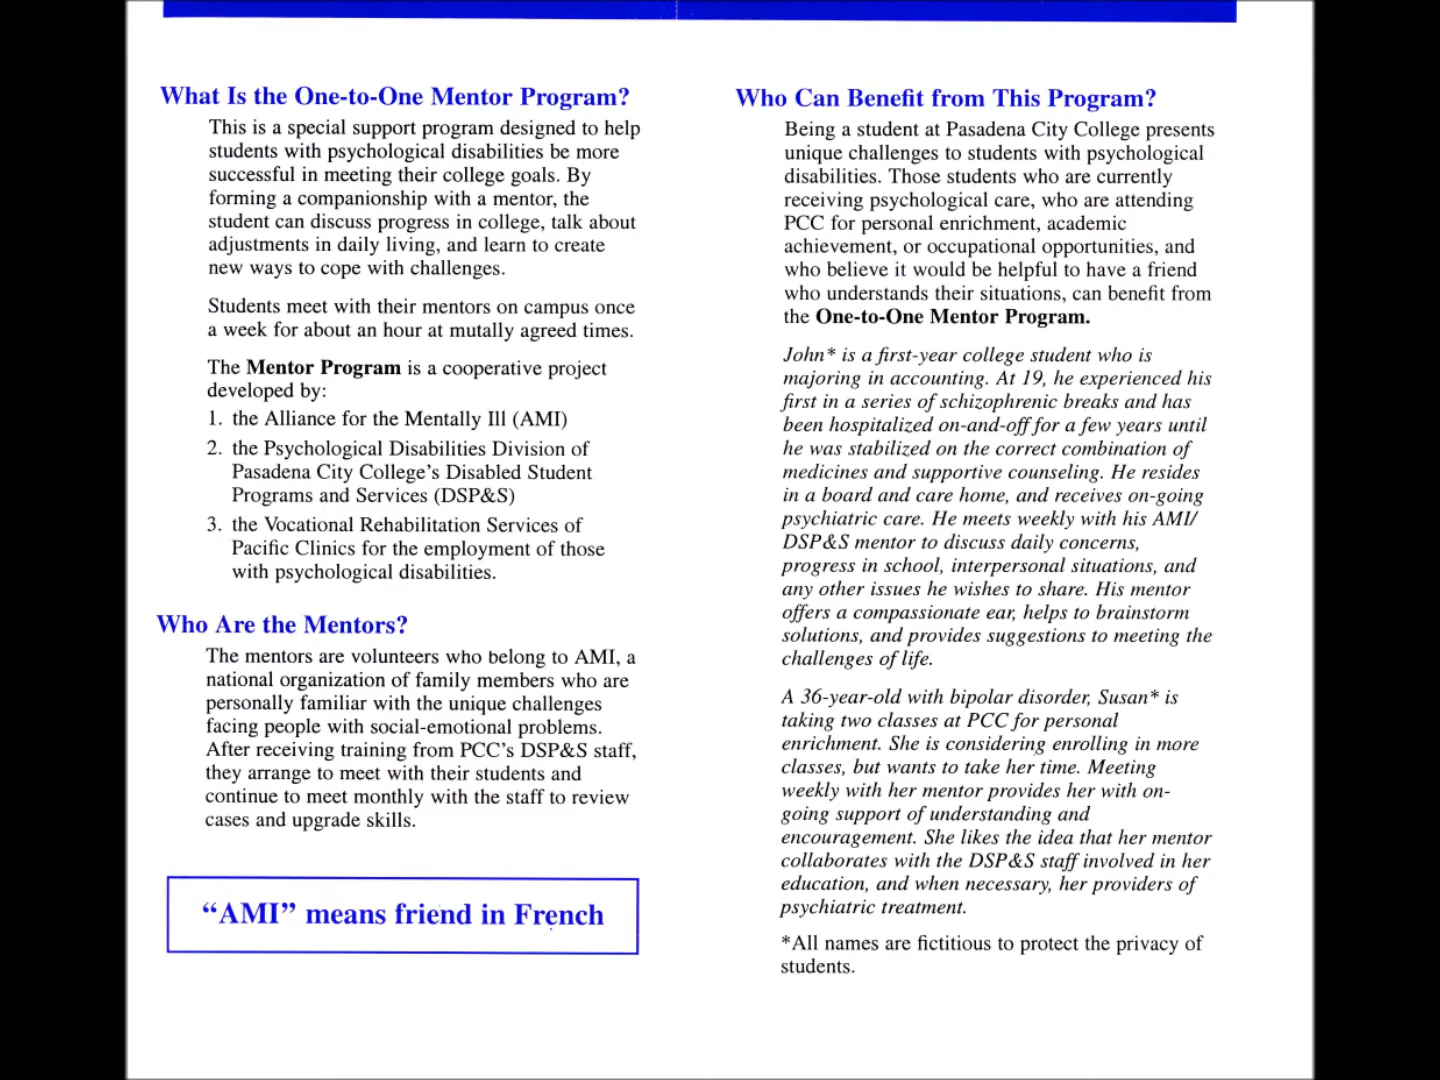 What Is the One-to-One Mentor Program?
This is a special support program designed to help
students with psychological disabilities be more
successful in meeting their college goals. By
forming a companionship with a mentor, the
student can discuss progress in college, talk about
adjustments in daily living, and learn to create
new ways to cope with challenges.
Students meet with their mentors on campus once
a week for about an hour at mutally agreed times.
The Mentor Program is a cooperative project
developed by:
1. the Alliance for the Mentally Ill (AMI)
2. the Psychological Disabilities Division of
Pasadena City College's Disabled Student
Programs and Services (DSP&S)
3. the Vocational Rehabilitation Services of
Pacific Clinics for the employment of those
with psychological disabilities.
Who Are the Mentors?
The mentors are volunteers who belong to AMI, a
national organization of family members who are
personally familiar with the unique challenges
facing people with social-emotional problems.
After receiving training from PCC's DSP&S staff,
they arrange to meet with their students and
continue to meet monthly with the staff to review
cases and upgrade skills.
“AMI” means friend in French
Who Can Benefit from This Program?
Being a student at Pasadena City College presents
unique challenges to students with psychological
disabilities. Those students who are currently
receiving psychological care, who are attending
PCC for personal enrichment, academic
achievement, or occupational opportunities, and
who believe it would be helpful to have a friend
who understands their situations, can benefit from
the One-to-One Mentor Program.
John* is a first-year college student who is
majoring in accounting. At 19, he experienced his
first in a series of schizophrenic breaks and has
been hospitalized on-and-off for a few years until
he was stabilized on the correct combination of
medicines and supportive counseling. He resides
in a board and care home, and receives on-going
psychiatric care. He meets weekly with his AMI/
DSP&S mentor to discuss daily concerns,
progress in school, interpersonal situations, and
any other issues he wishes to share. His mentor
offers a compassionate ear, helps to brainstorm
solutions, and provides suggestions to meeting the
challenges of life.
A 36-year-old with bipolar disorder, Susan* is
taking two classes at PCC for personal
enrichment. She is considering enrolling in more
classes, but wants to take her time. Meeting
weekly with her mentor provides her with on-
going support of understanding and
encouragement. She likes the idea that her mentor
collaborates with the DSP&S staff involved in her
education, and when necessary, her providers of
psychiatric treatment.
*All names are fictitious to protect the privacy of
students.